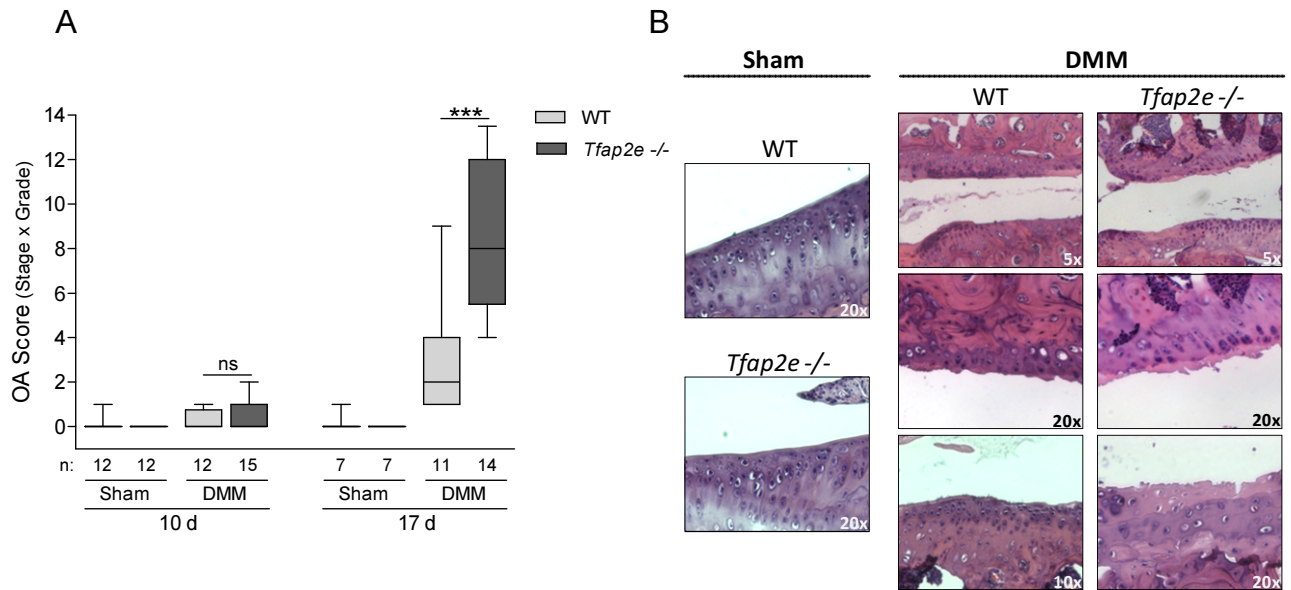 A
OA Score (Stage x Grade)
14
12
10
8
6
4
2
0
ns
***
WT
Tfap2e -/-
n: 12 12 12 15 7 7 11 14
Sham DMM Sham DMM
10 d 17 d
B
Sham DMM
WT Tfap2e -/-
WT
20x
Tfap2e -/-
20x
5x 5x
20x 20x
10x 20x